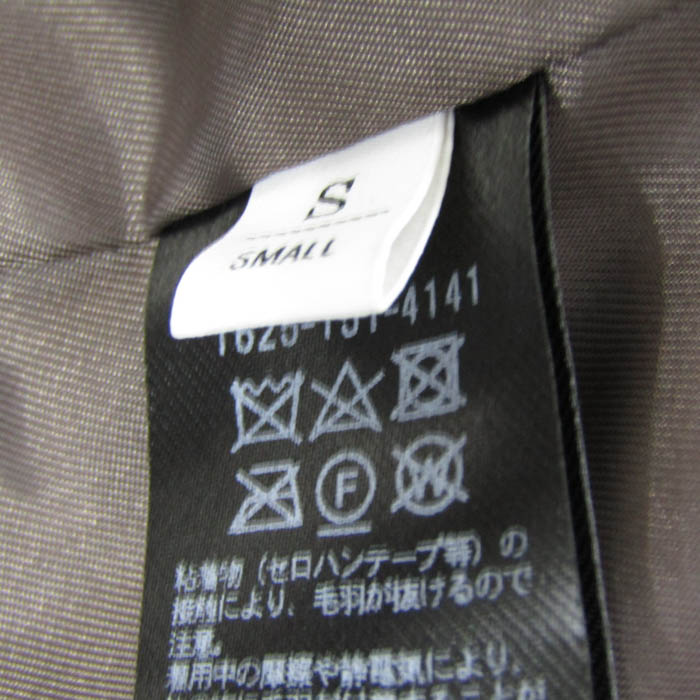 S
SMALL
1625-151-4141
F
W
粘着物（セロハンテープ等）の
接触により、毛羽が抜けるので
注意。
着用中の摩擦や静電気により、